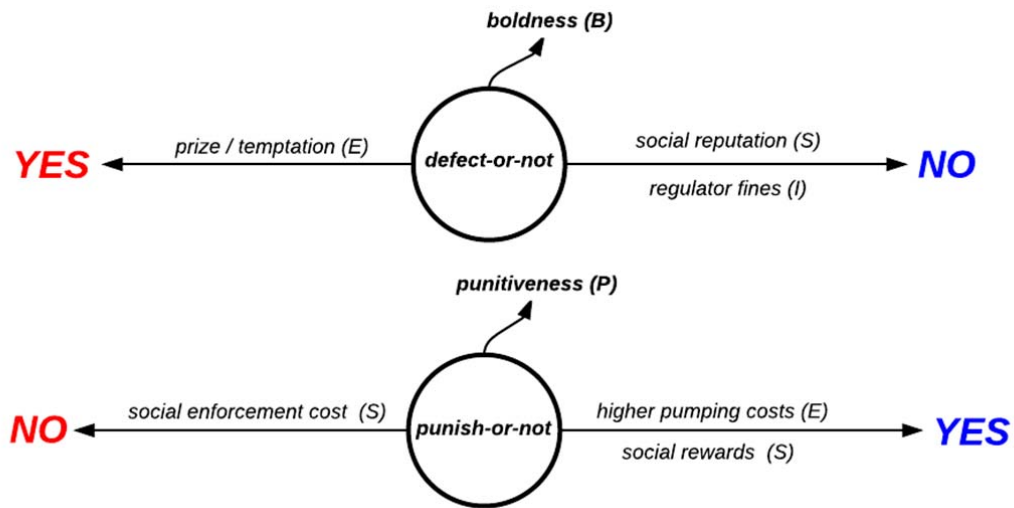 boldness (B)
YES
prize / temptation (E)
defect-or-not
social reputation (S)
regulator fines (I)
NO
punitiveness (P)
NO
social enforcement cost (S)
punish-or-not
higher pumping costs (E)
social rewards (S)
YES